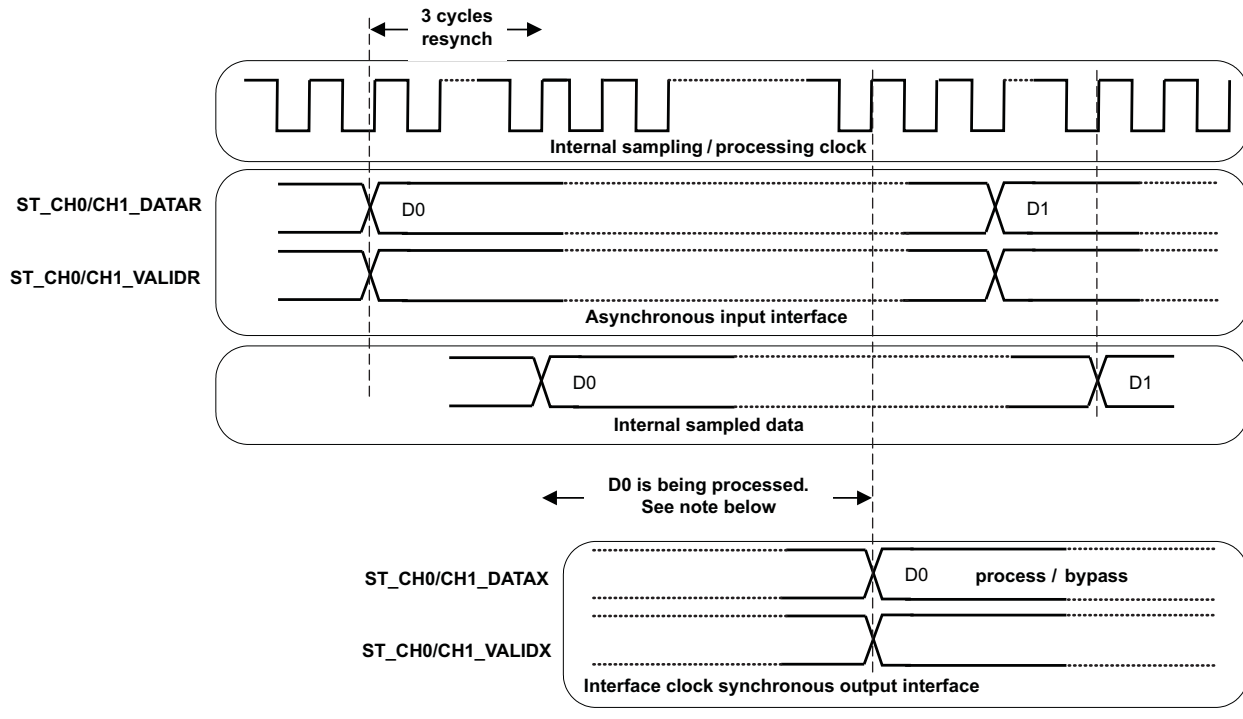 3 cycles
resynch
Internal sampling / processing clock
ST_CH0/CH1_DATAR
D0
D1
ST_CH0/CH1_VALIDR
Asynchronous input interface
D0
D1
Internal sampled data
D0 is being processed.
See note below
ST_CH0/CH1_DATAX
D0 process / bypass
ST_CH0/CH1_VALIDX
Interface clock synchronous output interface